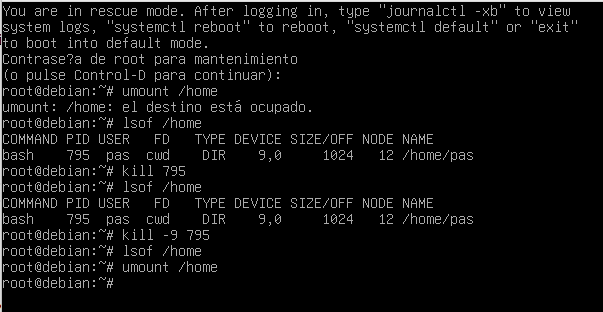 You are in rescue mode. After logging in, type "journalctl -xb" to view
system logs, "systemctl reboot" to reboot, "systemctl default" or "exit"
to boot into default mode.
Contrase?a de root para mantenimiento
(o pulse Control-D para continuar):
root@debian:~# umount /home
umount: /home: el destino está ocupado.
root@debian:~# lsof /home
COMMAND PID USER   FD   TYPE DEVICE SIZE/OFF NODE NAME
bash    795  pas  cwd    DIR    9,0     1024   12 /home/pas
root@debian:~# kill 795
root@debian:~# lsof /home
COMMAND PID USER   FD   TYPE DEVICE SIZE/OFF NODE NAME
bash    795  pas  cwd    DIR    9,0     1024   12 /home/pas
root@debian:~# kill -9 795
root@debian:~# lsof /home
root@debian:~# umount /home
root@debian:~#